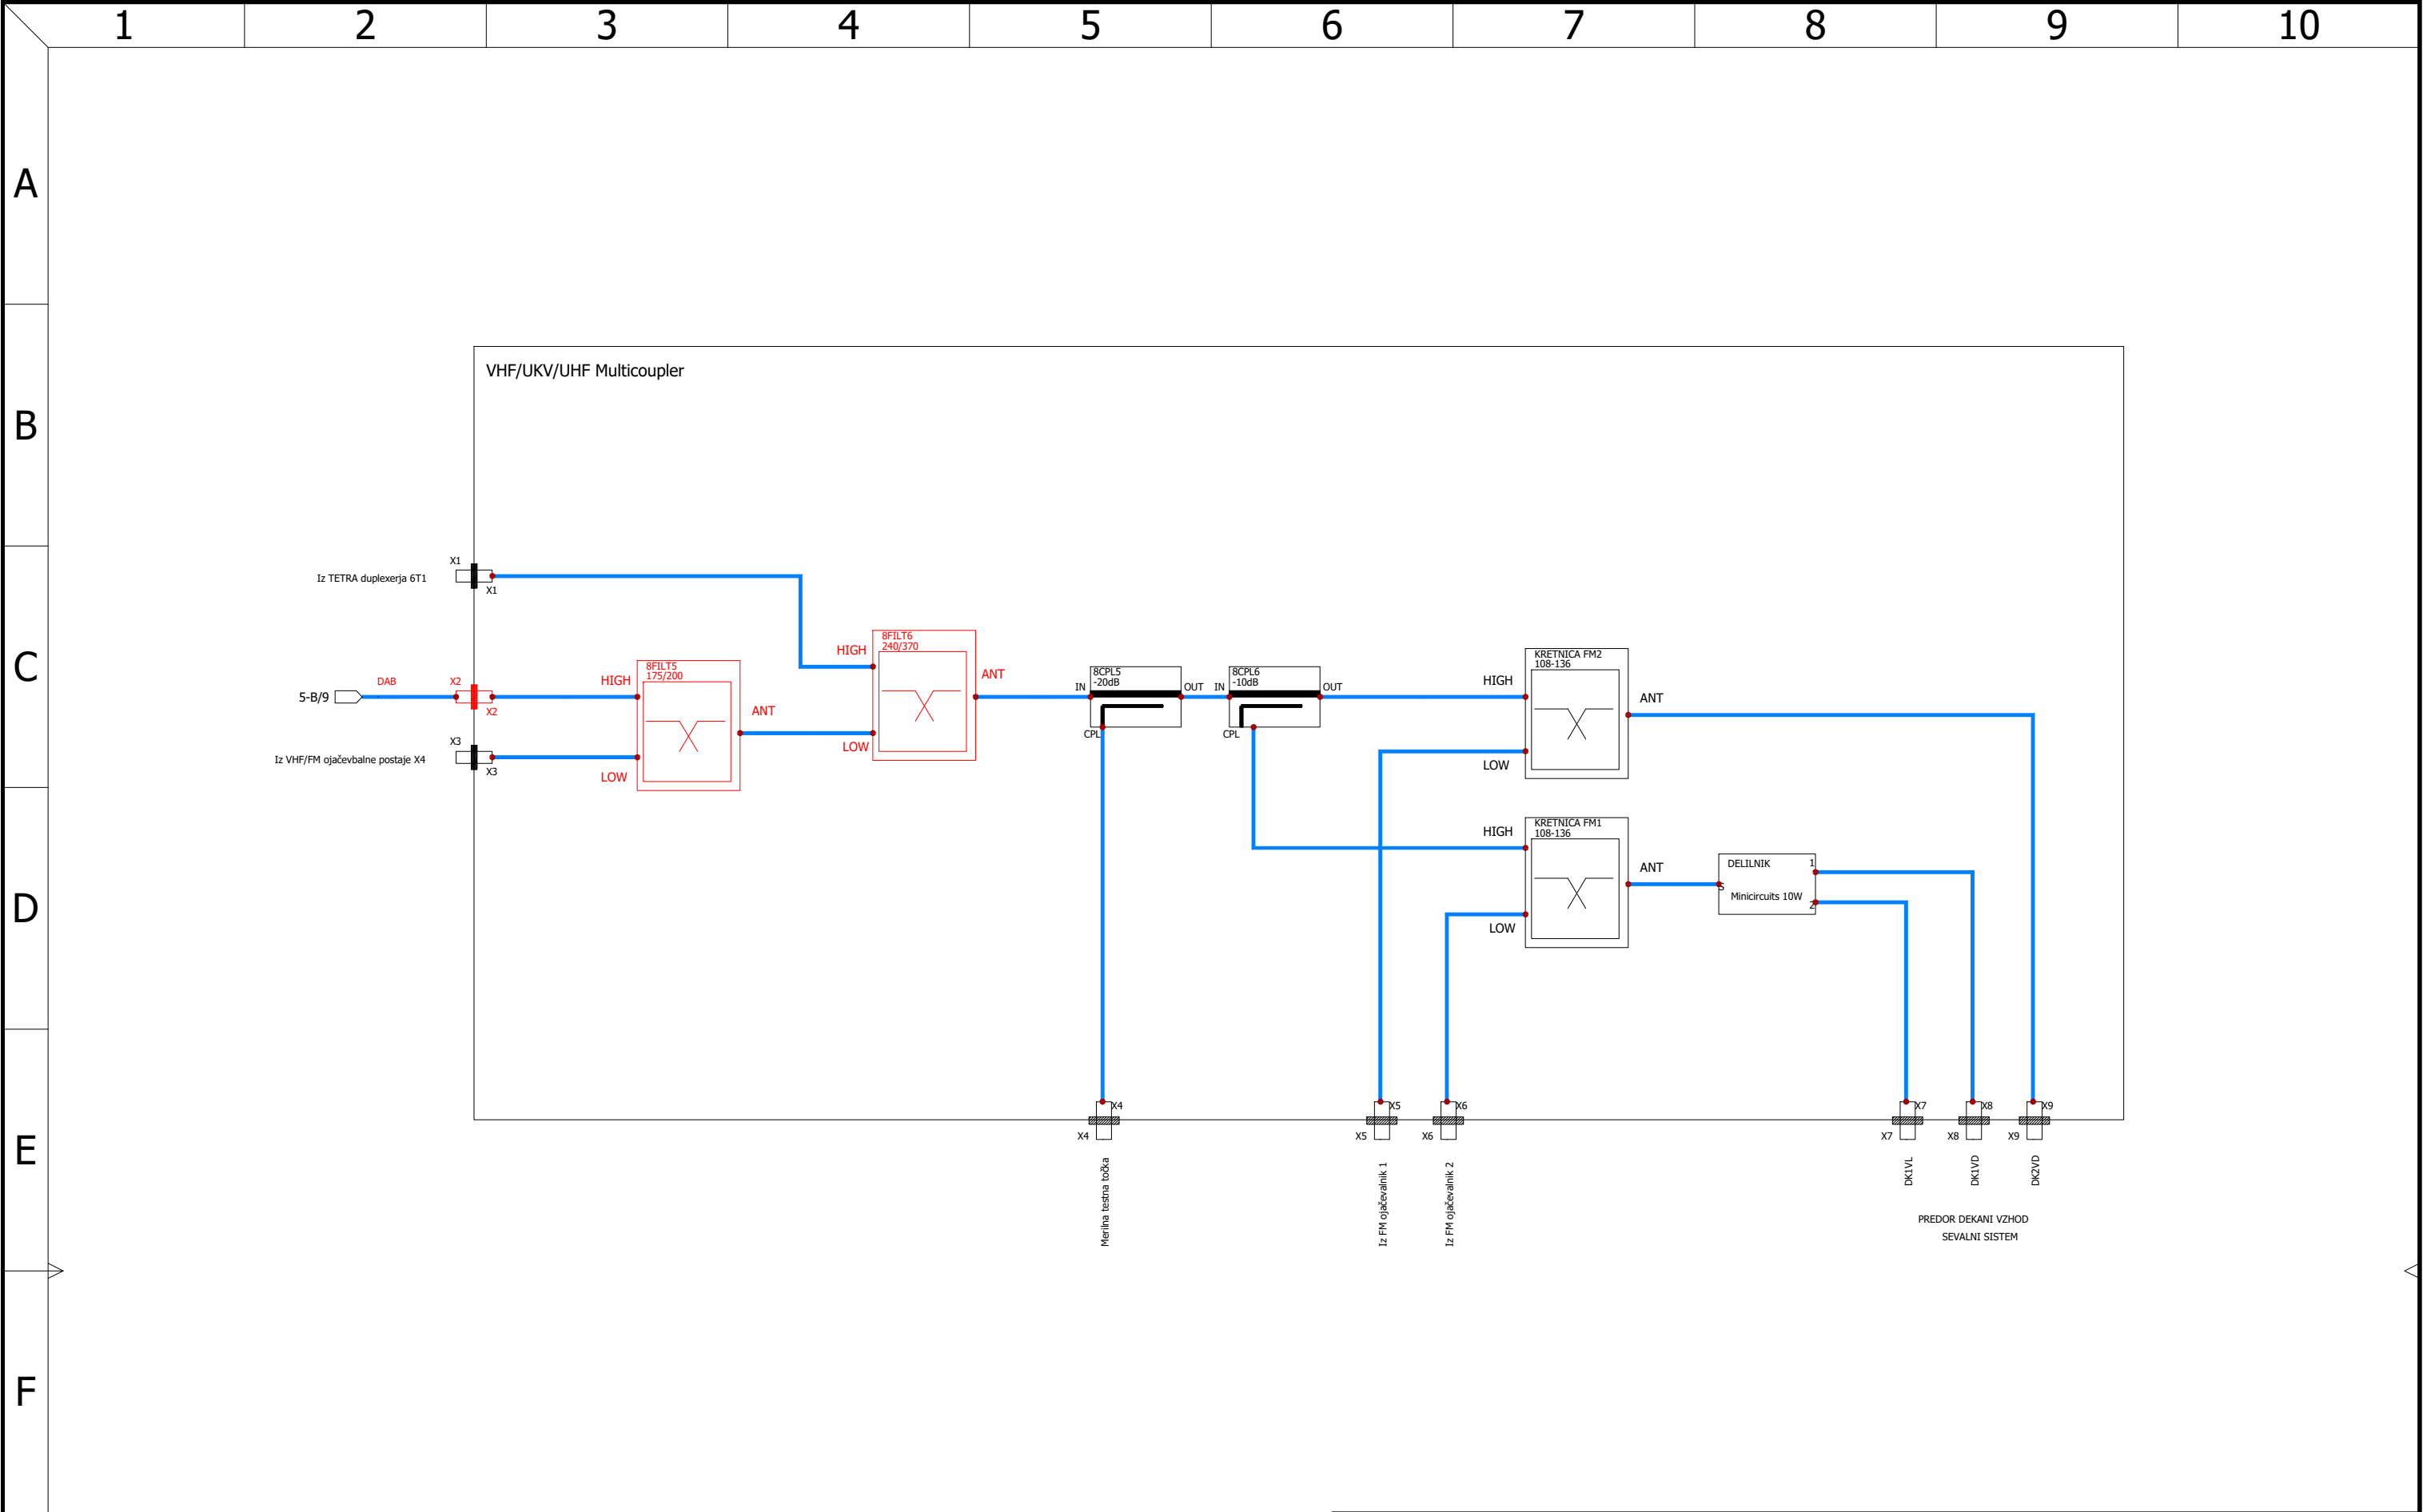 1 2 3 4 5 6 7 8 9 10
A
B
C
D
E
F
VHF/UKV/UHF Multicoupler
Iz TETRA duplexerja 6T1
X1
X1
5-B/9
DAB
X2
X2
Iz VHF/FM ojačevbalne postaje X4
X3
X3
HIGH
LOW
8FILT5
175/200
ANT
HIGH
LOW
8FILT6
240/370
ANT
IN
8CPL5
-20dB
OUT
CPL
IN
8CPL6
-10dB
OUT
CPL
HIGH
LOW
KRETNICA FM2
108-136
ANT
HIGH
LOW
KRETNICA FM1
108-136
ANT
DELILNIK
S
Minicircuits 10W
1
2
X4
X4
Merilna testna točka
X5
X5
Iz FM ojačevalnik 1
X6
X6
Iz FM ojačevalnik 2
X7
X7
DK1VL
X8
X8
DK1VD
X9
X9
DK2VD
PREDOR DEKANI VZHOD
SEVALNI SISTEM